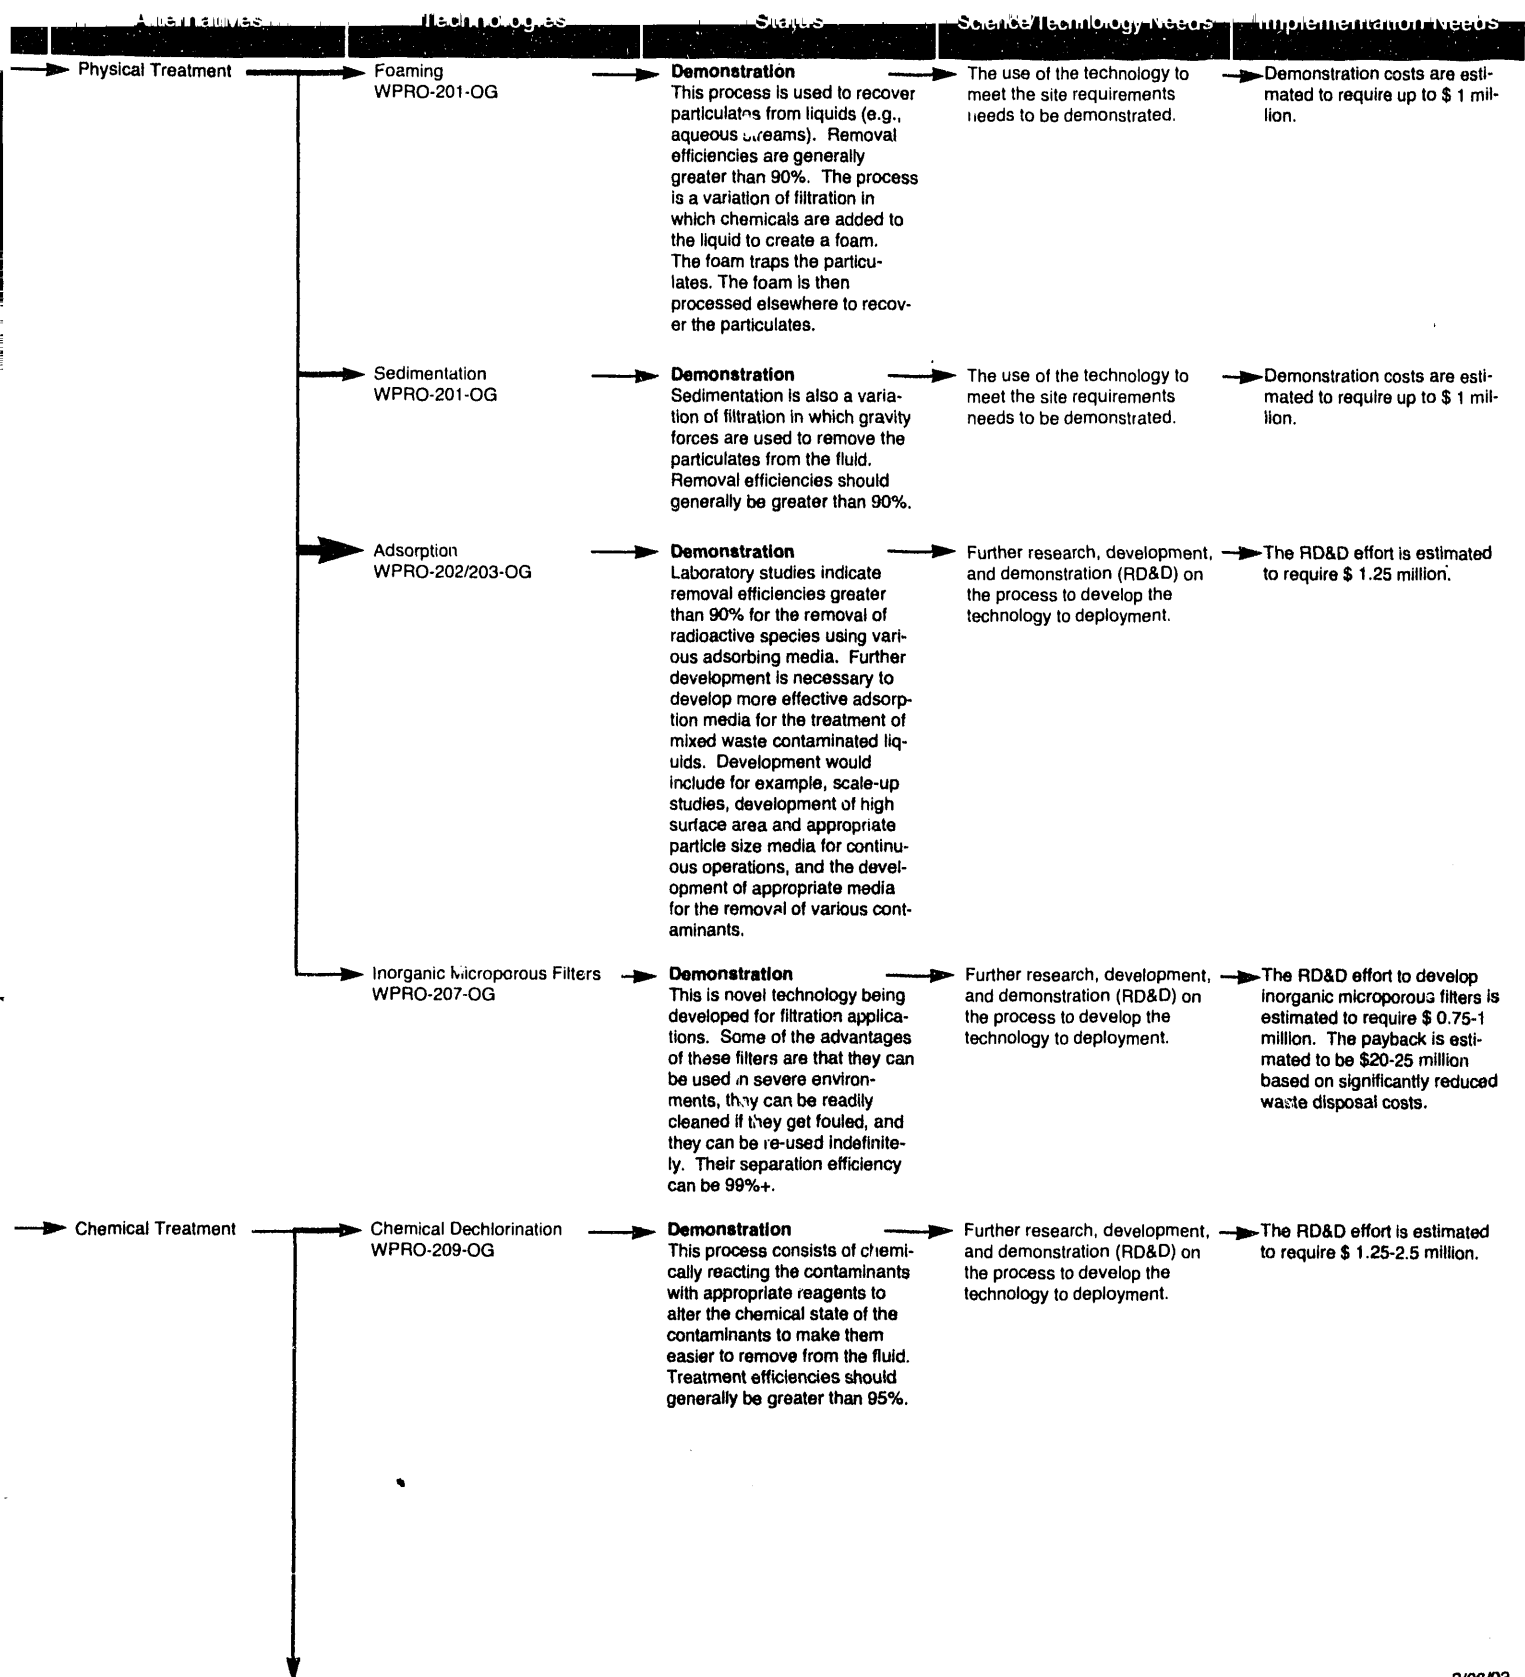 Alternatives
Technologies
Status
Science/Technology Needs
Implementation Needs
Physical Treatment
Foaming
WPRO-201-OG
Demonstration
This process is used to recover
particulates from liquids (e.g.,
aqueous streams). Removal
efficiencies are generally
greater than 90%. The process
is a variation of filtration in
which chemicals are added to
the liquid to create a foam.
The foam traps the particu-
lates. The foam is then
processed elsewhere to recov-
er the particulates.
The use of the technology to
meet the site requirements
needs to be demonstrated.
Demonstration costs are esti-
mated to require up to $ 1 mil-
lion.
Sedimentation
WPRO-201-OG
Demonstration
Sedimentation is also a varia-
tion of filtration in which gravity
forces are used to remove the
particulates from the fluid.
Removal efficiencies should
generally be greater than 90%.
The use of the technology to
meet the site requirements
needs to be demonstrated.
Demonstration costs are esti-
mated to require up to $ 1 mil-
lion.
Adsorption
WPRO-202/203-OG
Demonstration
Laboratory studies indicate
removal efficiencies greater
than 90% for the removal of
radioactive species using vari-
ous adsorbing media. Further
development is necessary to
develop more effective adsorp-
tion media for the treatment of
mixed waste contaminated liq-
uids. Development would
include for example, scale-up
studies, development of high
surface area and appropriate
particle size media for continu-
ous operations, and the devel-
opment of appropriate media
for the removal of various cont-
aminants.
Further research, development,
and demonstration (RD&D) on
the process to develop the
technology to deployment.
The RD&D effort is estimated
to require $ 1.25 million.
Inorganic Microporous Filters
WPRO-207-OG
Demonstration
This is novel technology being
developed for filtration applica-
tions. Some of the advantages
of these filters are that they can
be used in severe environ-
ments, they can be readily
cleaned if they get fouled, and
they can be re-used indefinite-
ly. Their separation efficiency
can be 99%+.
Further research, development,
and demonstration (RD&D) on
the process to develop the
technology to deployment.
The RD&D effort to develop
inorganic microporous filters is
estimated to require $ 0.75-1
million. The payback is esti-
mated to be $20-25 million
based on significantly reduced
waste disposal costs.
Chemical Treatment
Chemical Dechlorination
WPRO-209-OG
Demonstration
This process consists of chemi-
cally reacting the contaminants
with appropriate reagents to
alter the chemical state of the
contaminants to make them
easier to remove from the fluid.
Treatment efficiencies should
generally be greater than 95%.
Further research, development,
and demonstration (RD&D) on
the process to develop the
technology to deployment.
The RD&D effort is estimated
to require $ 1.25-2.5 million.